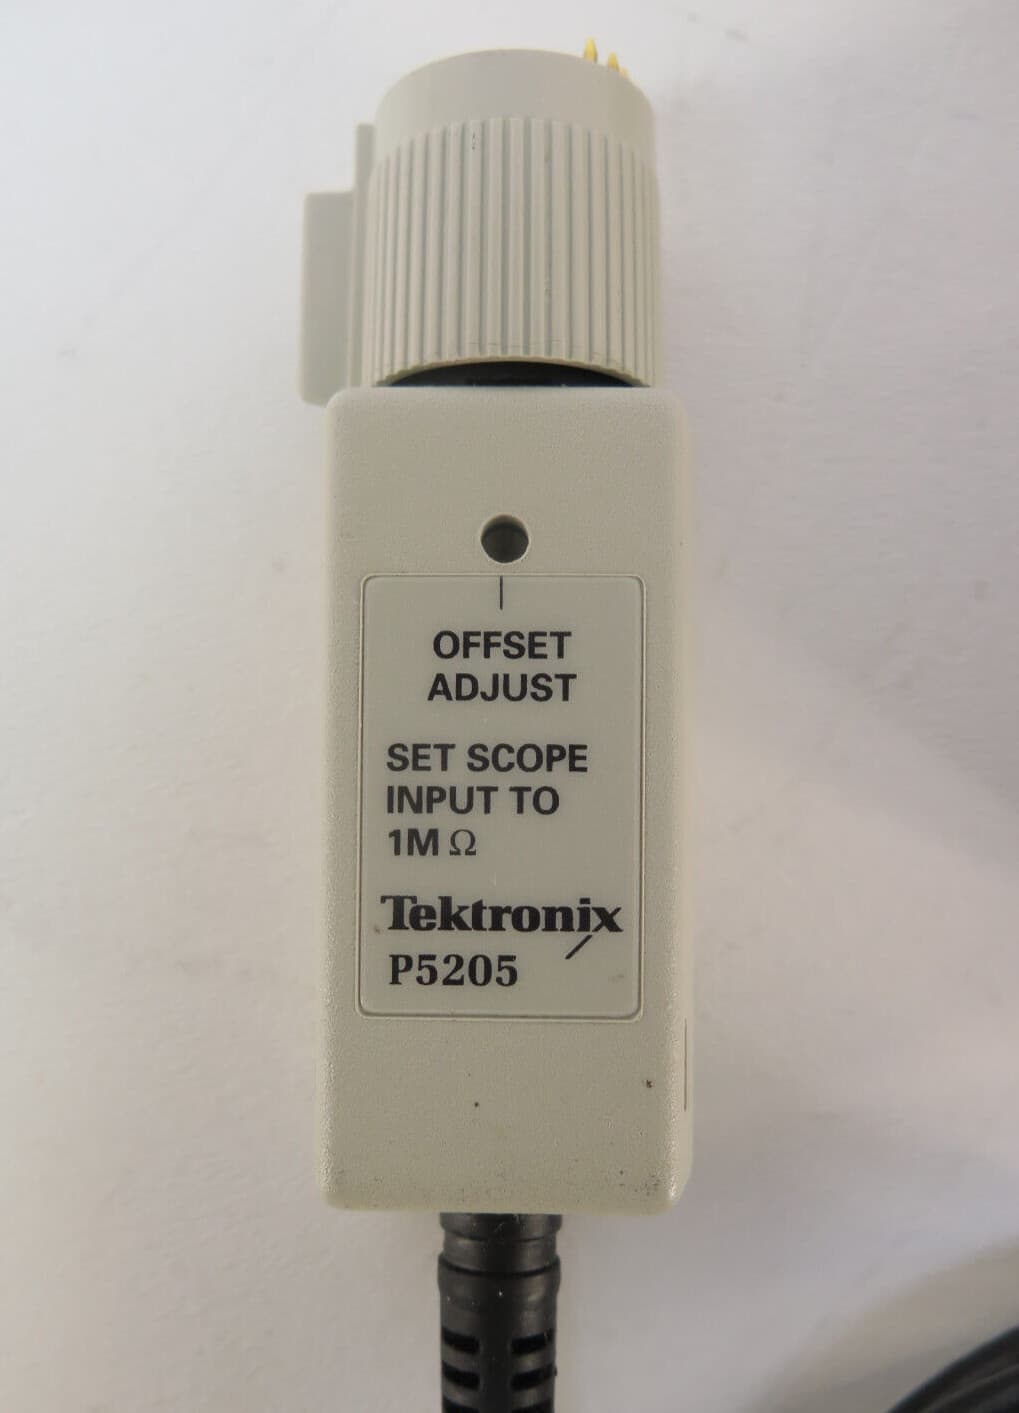 OFFSET
ADJUST
SET SCOPE
INPUT TO
1M Ω
Tektronix
P5205